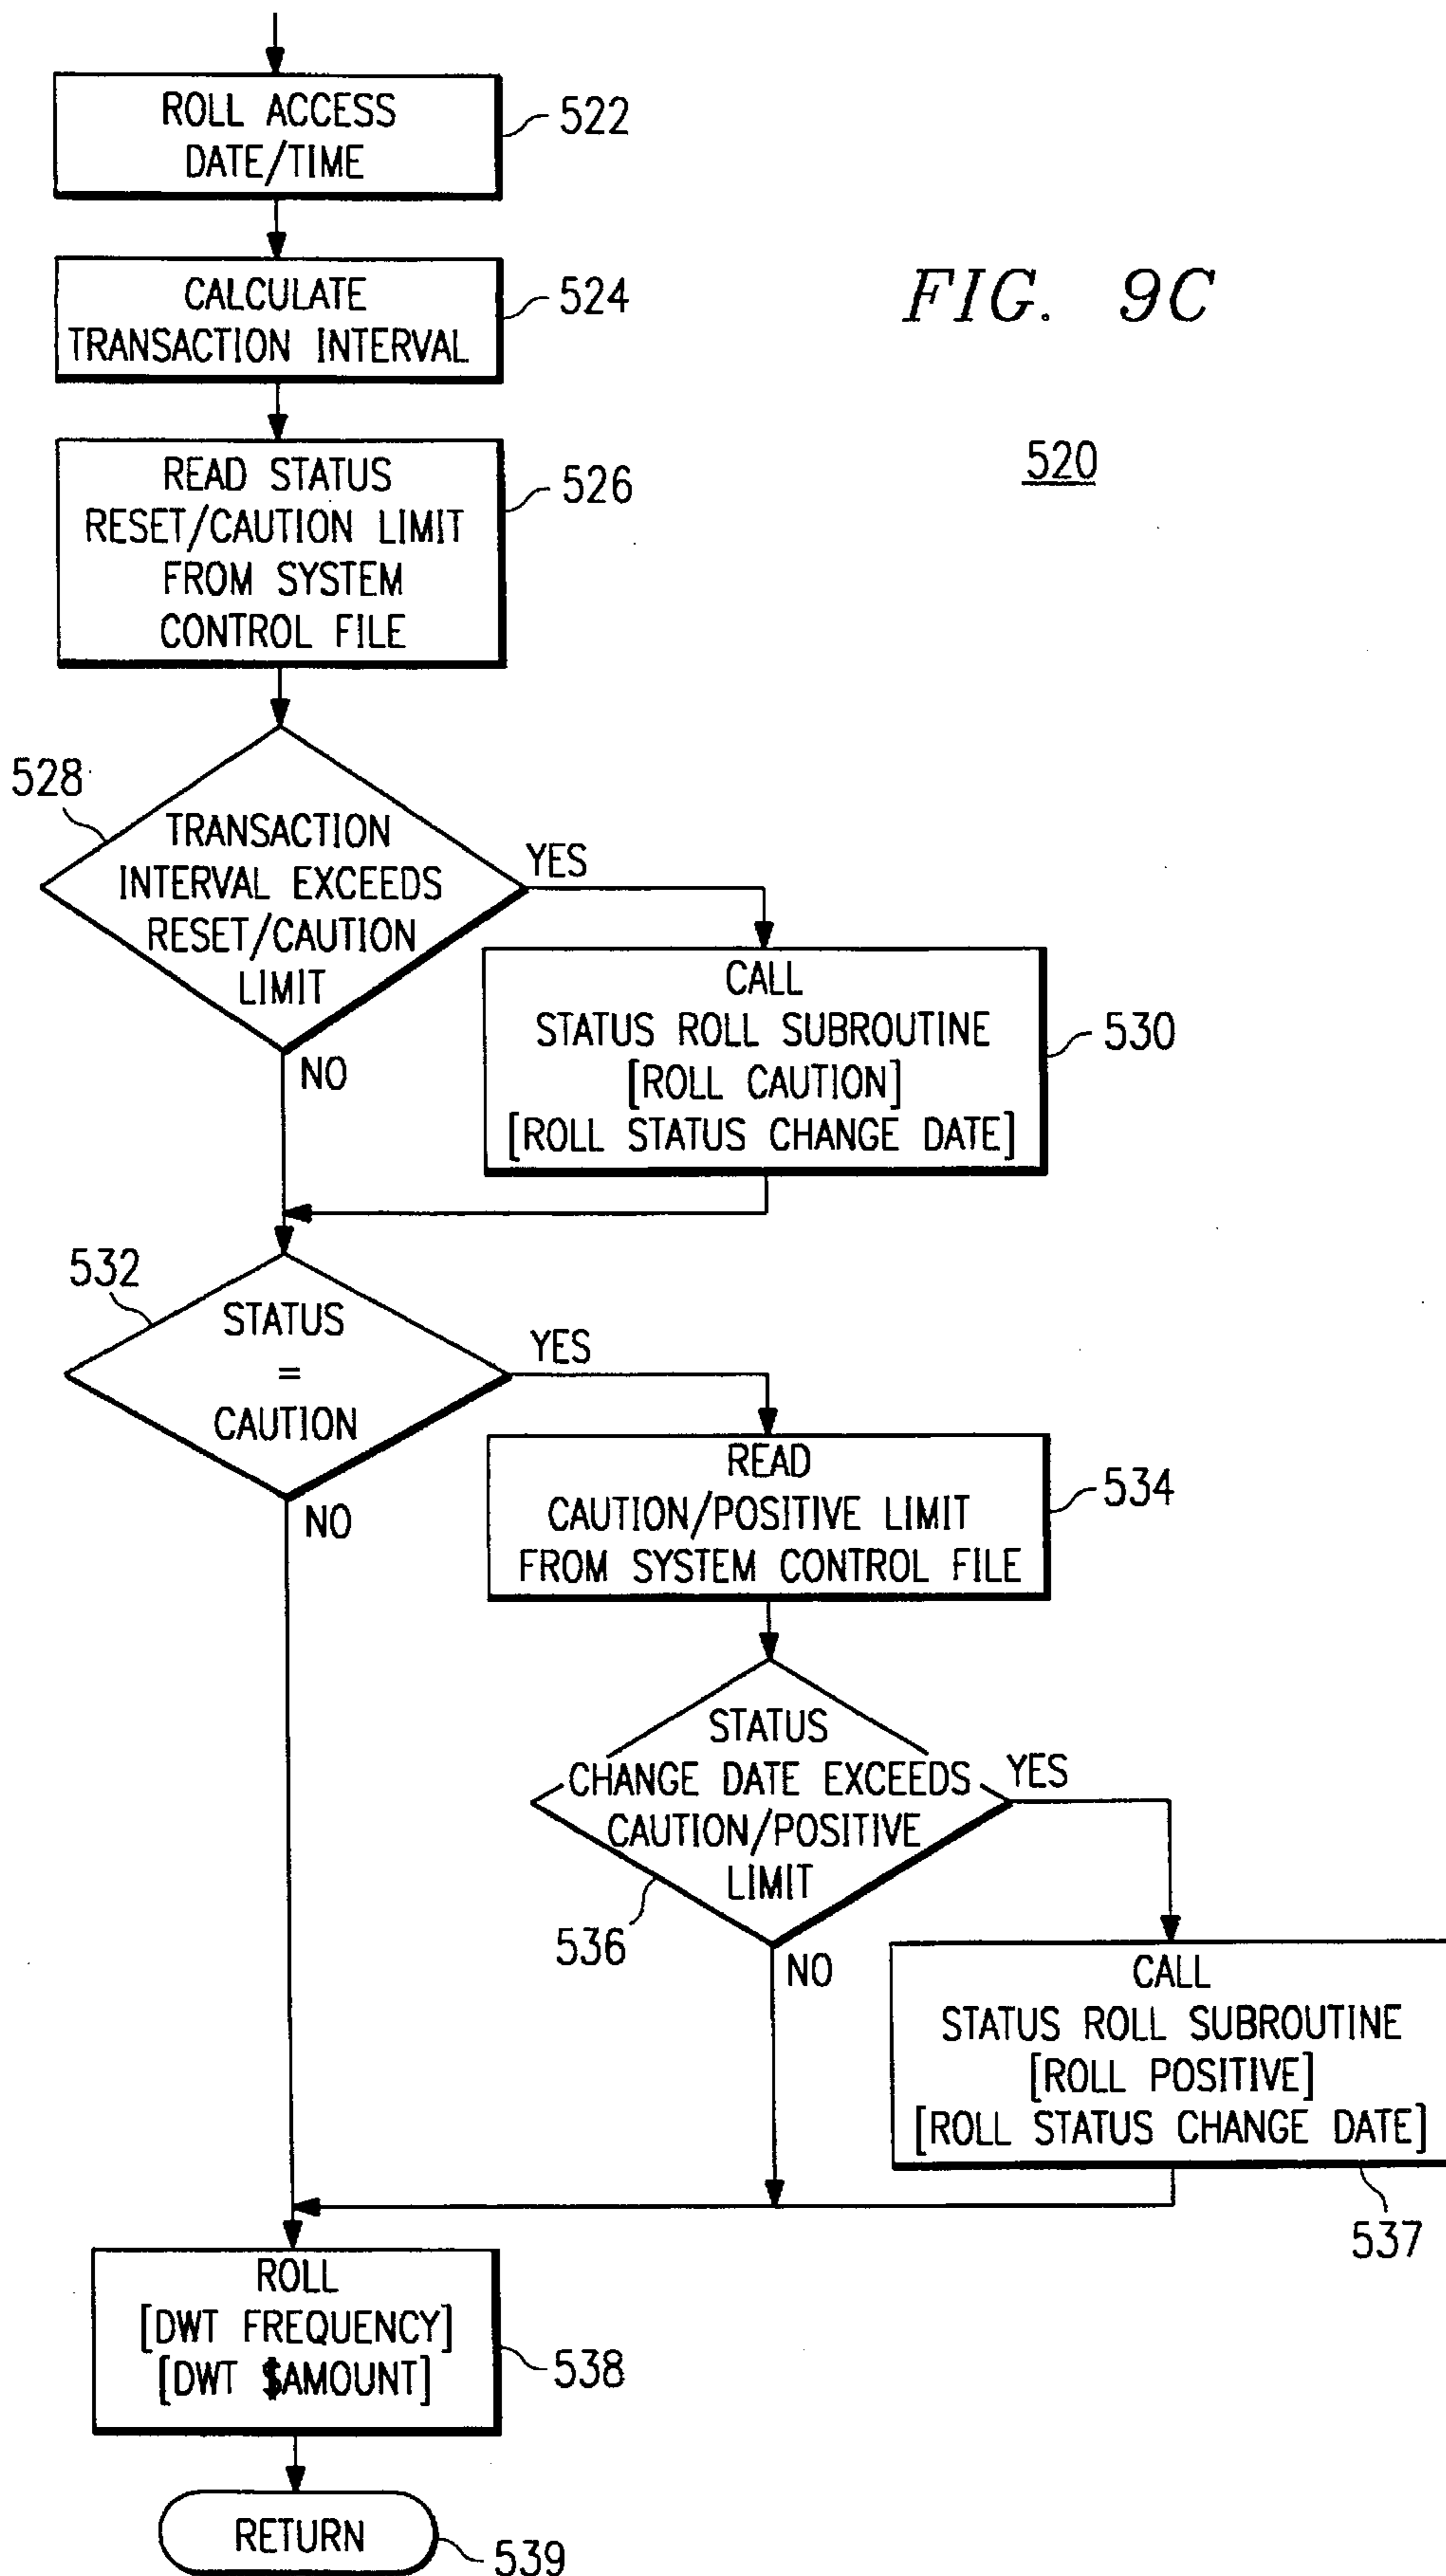 ROLL ACCESS
DATE/TIME
522
CALCULATE
TRANSACTION INTERVAL
524
FIG. 9C
520
READ STATUS
RESET/CAUTION LIMIT
FROM SYSTEM
CONTROL FILE
526
528
TRANSACTION
INTERVAL EXCEEDS
RESET/CAUTION
LIMIT
YES
NO
CALL
STATUS ROLL SUBROUTINE
[ROLL CAUTION]
[ROLL STATUS CHANGE DATE]
530
532
STATUS
=
CAUTION
YES
NO
READ
CAUTION/POSITIVE LIMIT
FROM SYSTEM CONTROL FILE
534
STATUS
CHANGE DATE EXCEEDS
CAUTION/POSITIVE
LIMIT
YES
536
NO
CALL
STATUS ROLL SUBROUTINE
[ROLL POSITIVE]
[ROLL STATUS CHANGE DATE]
537
ROLL
[DWT FREQUENCY]
[DWT $AMOUNT]
538
RETURN
539